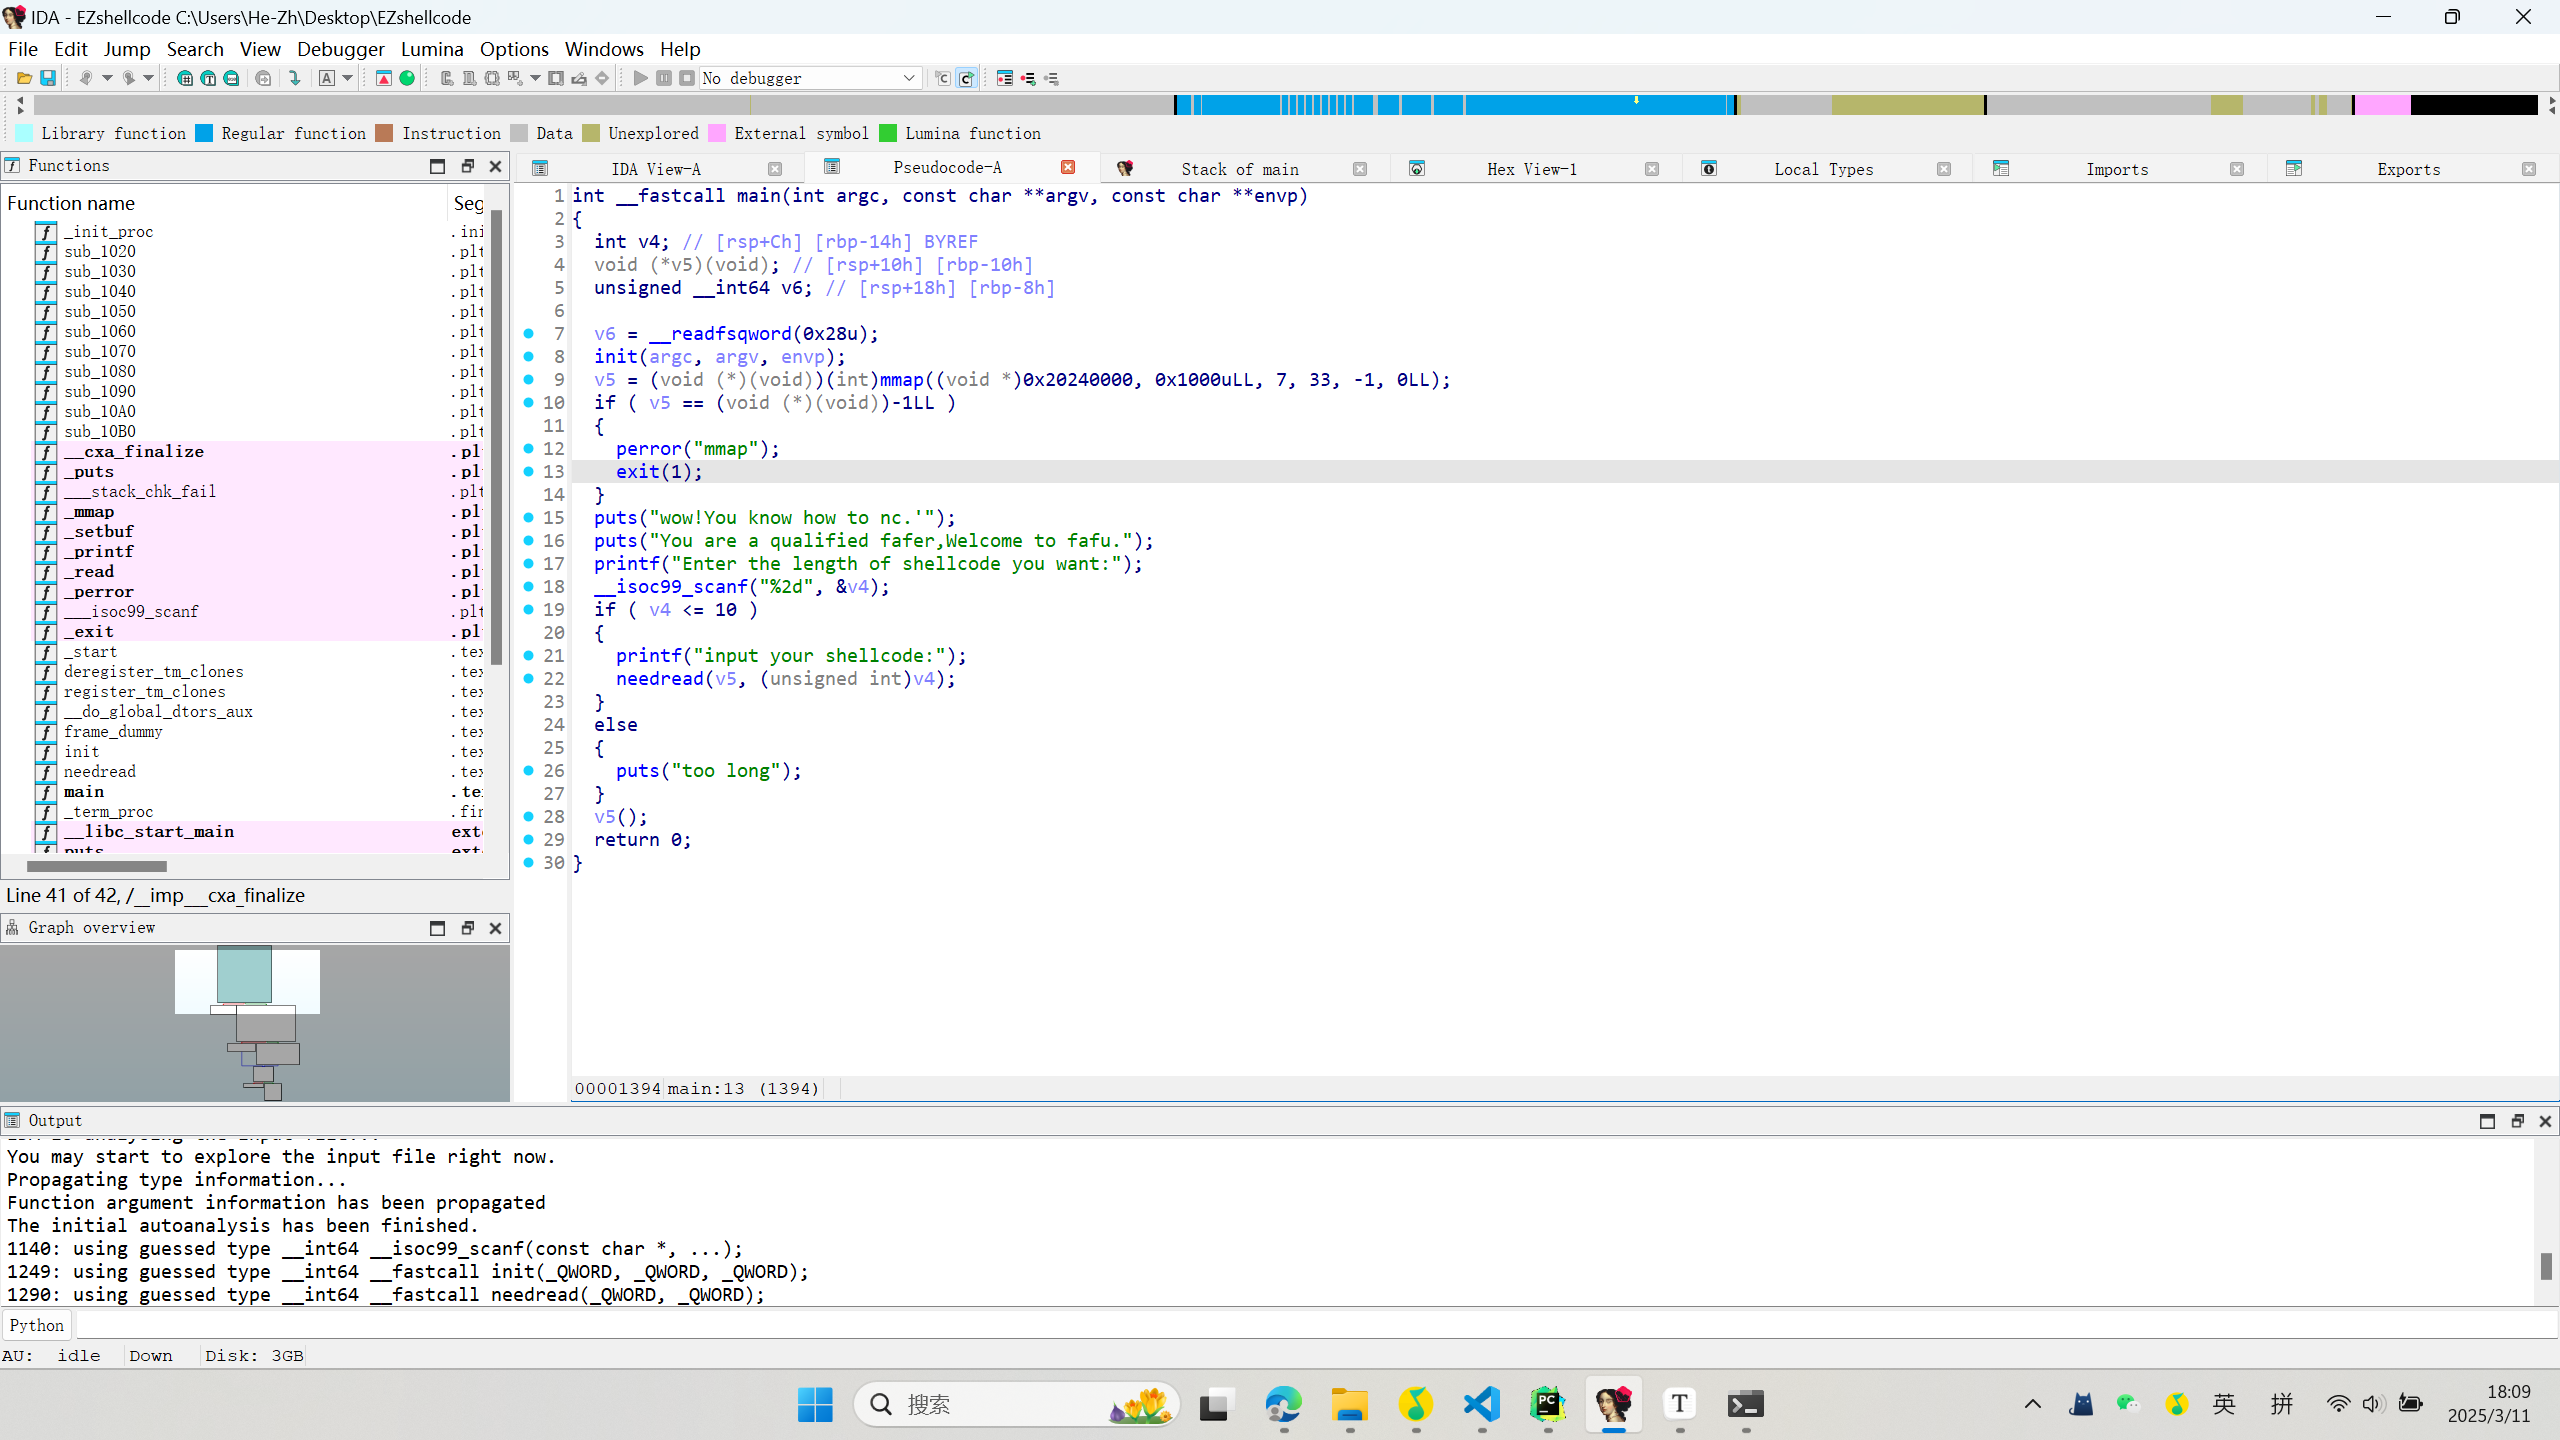 IDA - EZshellcode C:\Users\He-Zh\Desktop\EZshellcode
File Edit Jump Search View Debugger Lumina Options Windows Help
No debugger
Library function Regular function Instruction Data Unexplored External symbol Lumina function
Functions
Function name Seg
_init_proc .ini
sub_1020 .plt
sub_1030 .plt
sub_1040 .plt
sub_1050 .plt
sub_1060 .plt
sub_1070 .plt
sub_1080 .plt
sub_1090 .plt
sub_10A0 .plt
sub_10B0 .plt
__cxa_finalize .pl
_puts .pl
___stack_chk_fail .plt
_mmap .pl
_setbuf .pl
_printf .pl
_read .pl
_perror .pl
___isoc99_scanf .plt
_exit .pl
_start .tex
deregister_tm_clones .tex
register_tm_clones .tex
__do_global_dtors_aux .tex
frame_dummy .tex
init .tex
needread .tex
main .te
_term_proc .fin
__libc_start_main ext
puts ext
Line 41 of 42, /__imp___cxa_finalize
Graph overview
IDA View-A Pseudocode-A Stack of main Hex View-1 Local Types Imports Exports
1 int __fastcall main(int argc, const char **argv, const char **envp)
2 {
3 int v4; // [rsp+Ch] [rbp-14h] BYREF
4 void (*v5)(void); // [rsp+10h] [rbp-10h]
5 unsigned __int64 v6; // [rsp+18h] [rbp-8h]
6
7 v6 = __readfsqword(0x28u);
8 init(argc, argv, envp);
9 v5 = (void (*)(void))(int)mmap((void *)0x20240000, 0x1000uLL, 7, 33, -1, 0LL);
10 if ( v5 == (void (*)(void))-1LL )
11 {
12 perror("mmap");
13 exit(1);
14 }
15 puts("wow!You know how to nc.'");
16 puts("You are a qualified fafer,Welcome to fafu.");
17 printf("Enter the length of shellcode you want:");
18 __isoc99_scanf("%2d", &v4);
19 if ( v4 <= 10 )
20 {
21 printf("input your shellcode:");
22 needread(v5, (unsigned int)v4);
23 }
24 else
25 {
26 puts("too long");
27 }
28 v5();
29 return 0;
30 }
00001394 main:13 (1394)
Output
You may start to explore the input file right now.
Propagating type information...
Function argument information has been propagated
The initial autoanalysis has been finished.
1140: using guessed type __int64 __isoc99_scanf(const char *, ...);
1249: using guessed type __int64 __fastcall init(_QWORD, _QWORD, _QWORD);
1290: using guessed type __int64 __fastcall needread(_QWORD, _QWORD);
Python
AU: idle Down Disk: 3GB
搜索
英 拼
18:09
2025/3/11